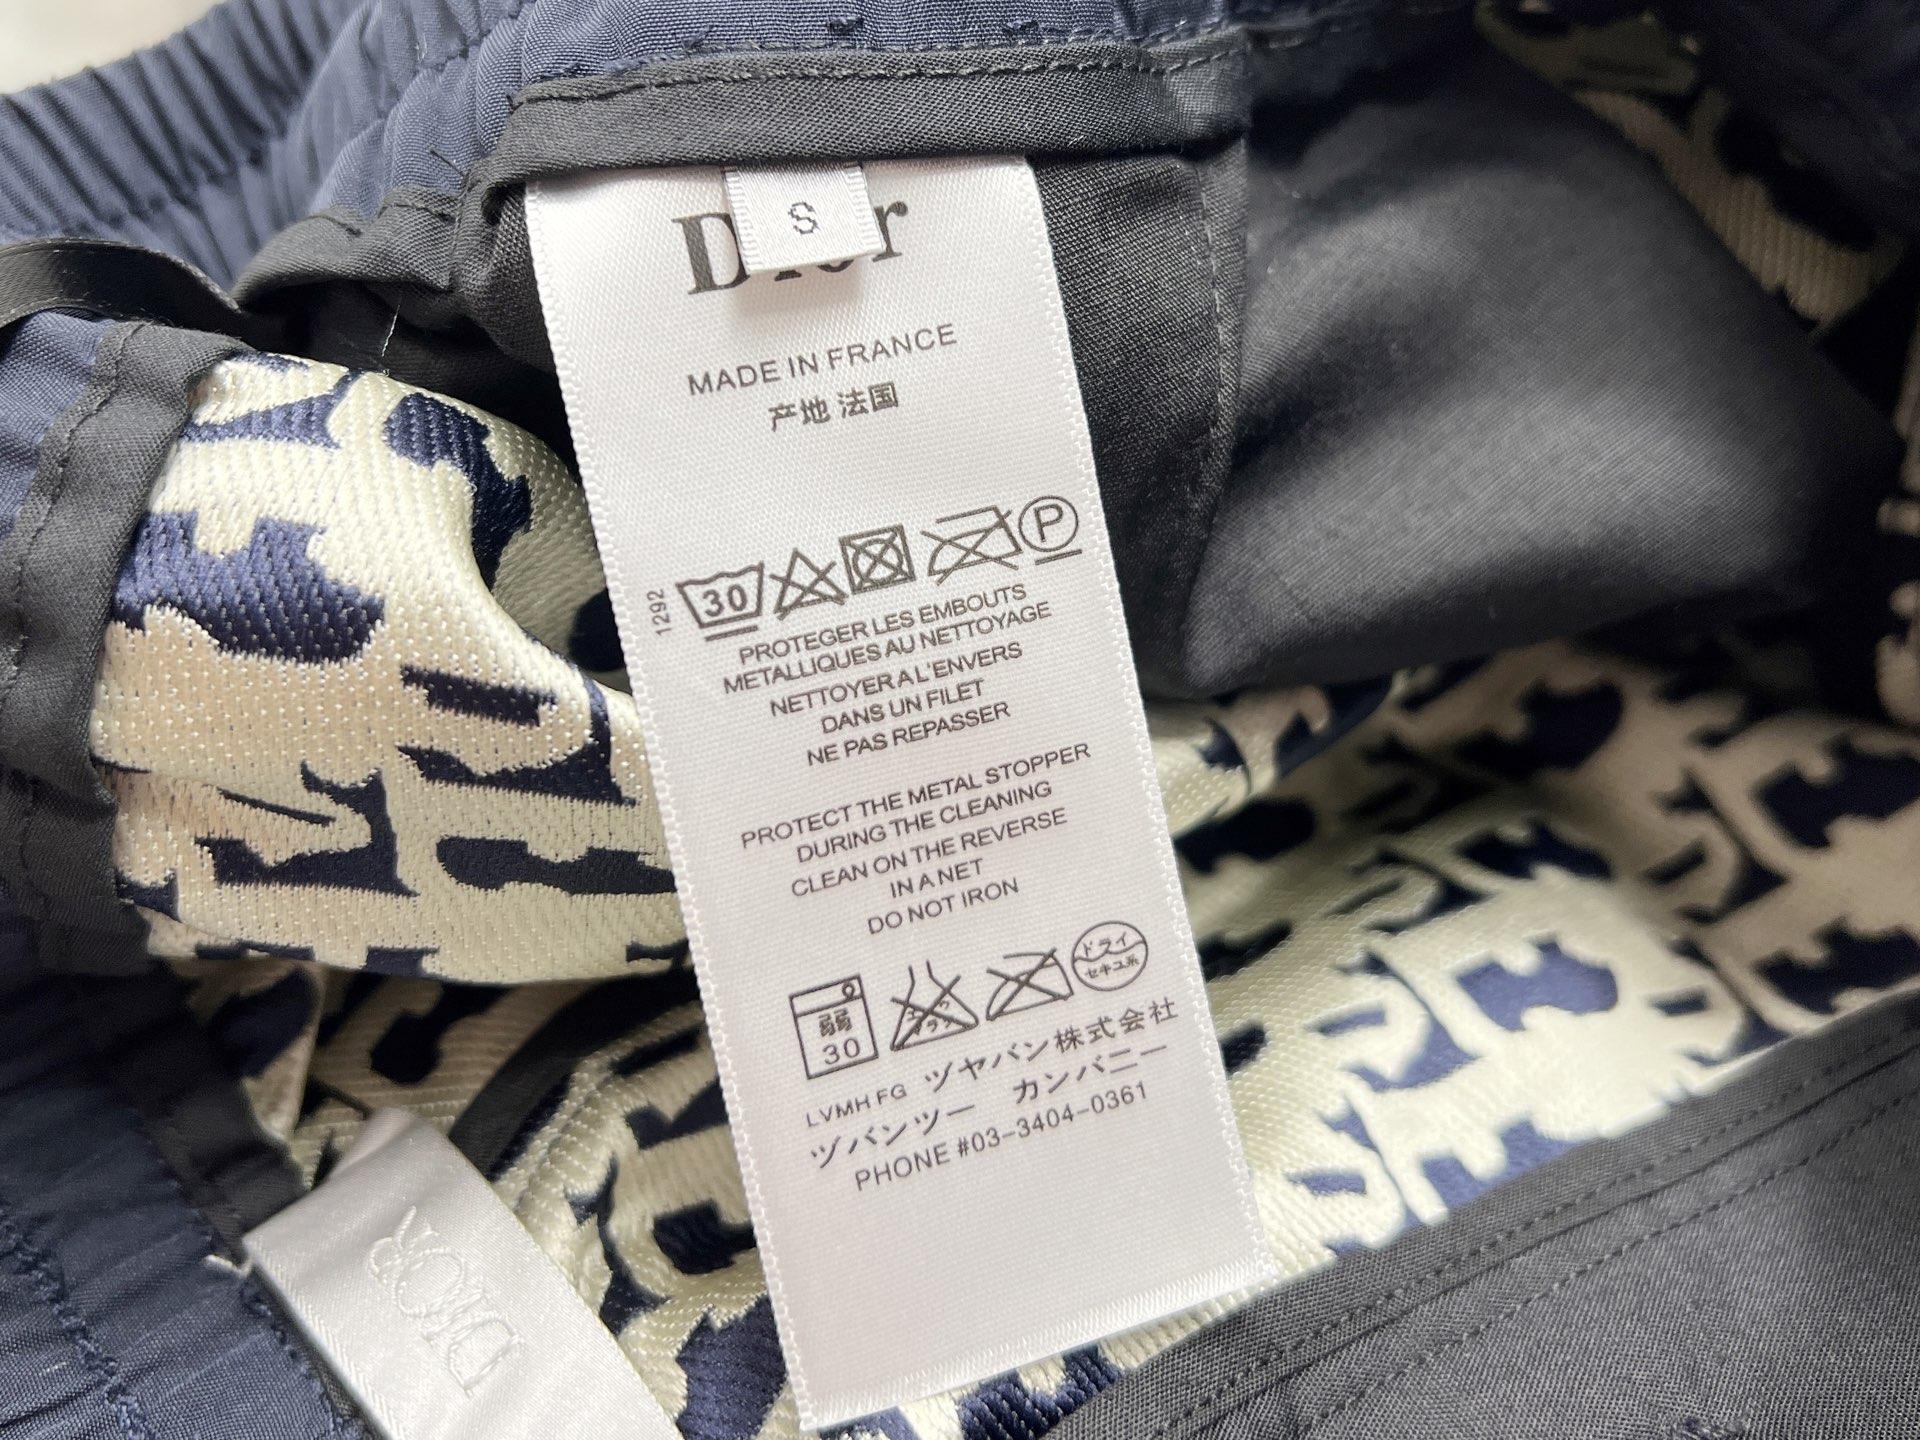 S
Dior
MADE IN FRANCE
产地 法国
30 P
1292
PROTEGER LES EMBOUTS
METALLIQUES AU NETTOYAGE
NETTOYER A L'ENVERS
DANS UN FILET
NE PAS REPASSER
PROTECT THE METAL STOPPER
DURING THE CLEANING
CLEAN ON THE REVERSE
IN A NET
DO NOT IRON
弱
30
ドライ
セキユ系
LVMH FG ヅヤバン株式会社
ヅバンツー カンバニー
PHONE #03-3404-0361
DIOR